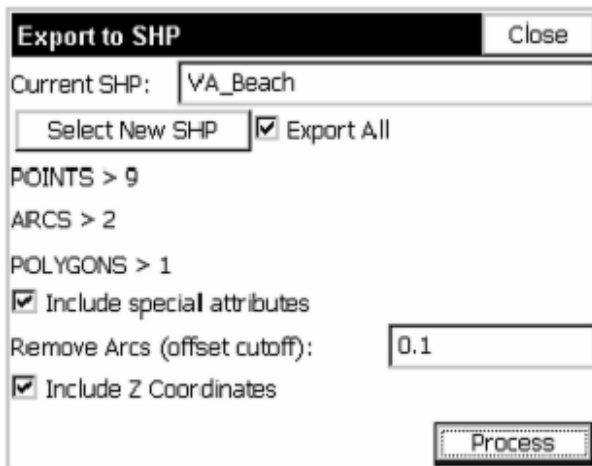 Export to SHP Close
Current SHP: VA_Beach
Select New SHP Export All
POINTS > 9
ARCS > 2
POLYGONS > 1
Include special attributes
Remove Arcs (offset cutoff): 0.1
Include Z Coordinates
Process